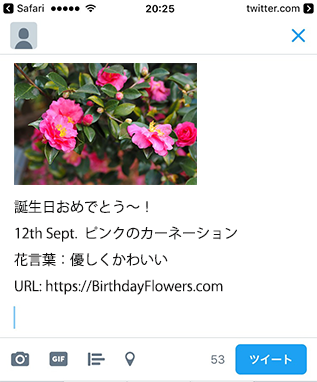 Safari 20:25 twitter.com
誕生日おめでとう〜！
12th Sept. ピンクのカーネーション
花言葉：優しくかわいい
URL: https://BirthdayFlowers.com
GIF 53 ツイート